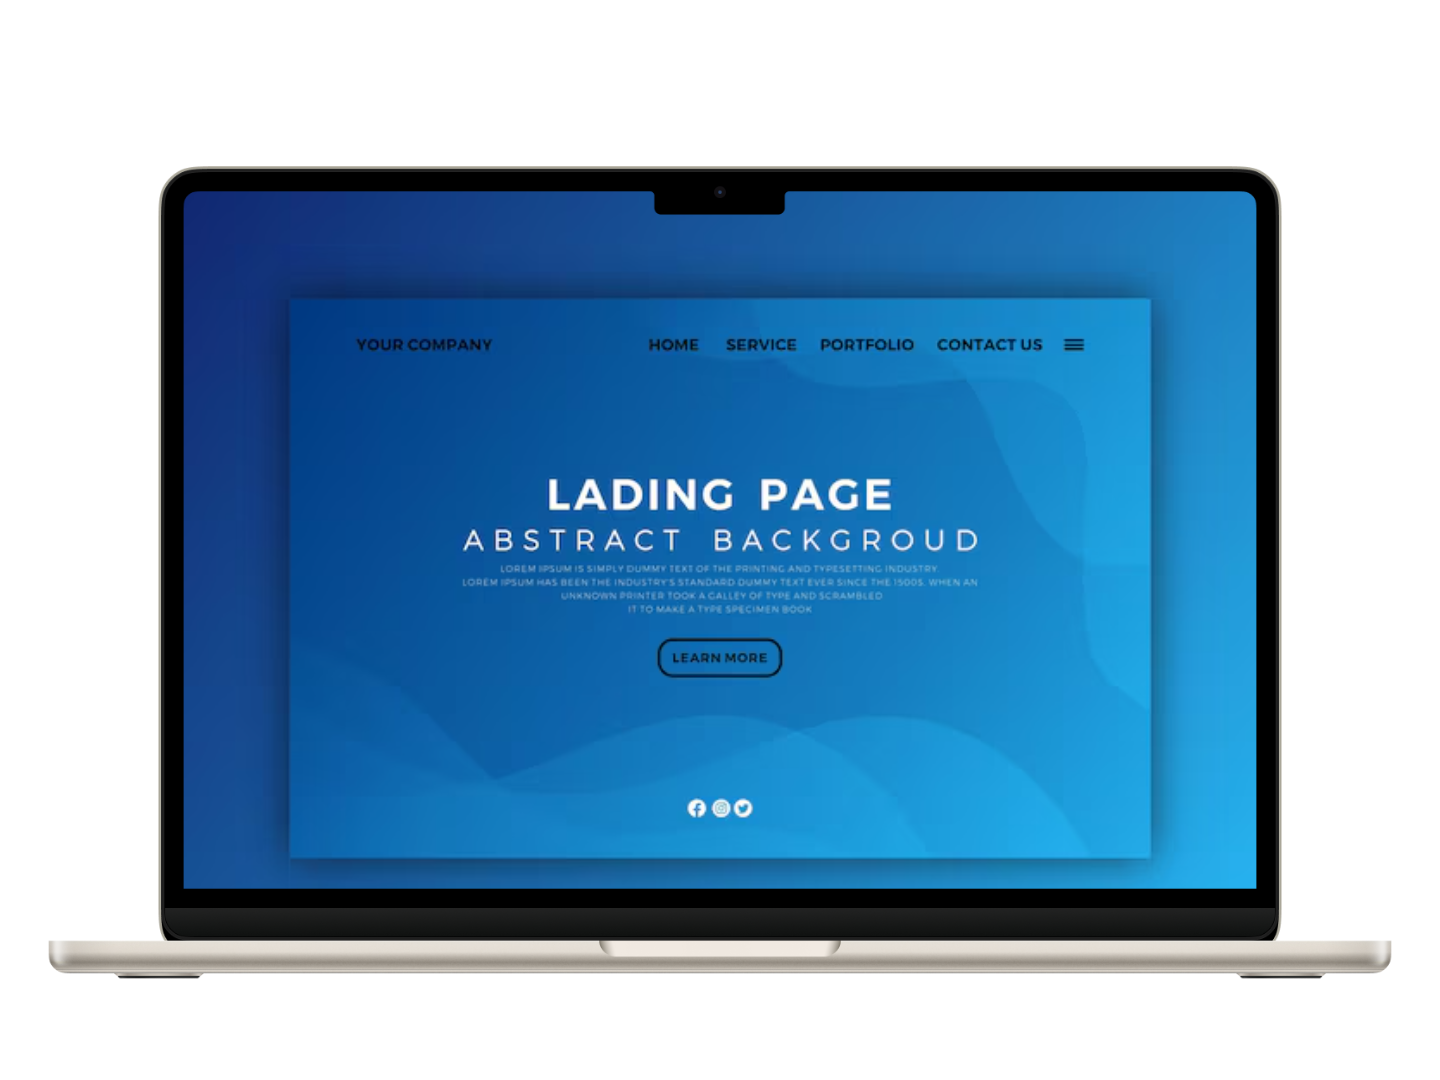 YOUR COMPANY HOME SERVICE PORTFOLIO CONTACT US
LADING PAGE
ABSTRACT BACKGROUD
LOREM IPSUM IS SIMPLY DUMMY TEXT OF THE PRINTING AND TYPESETTING INDUSTRY.
LOREM IPSUM HAS BEEN THE INDUSTRY'S STANDARD DUMMY TEXT EVER SINCE THE 1500S, WHEN AN
UNKNOWN PRINTER TOOK A GALLEY OF TYPE AND SCRAMBLED
IT TO MAKE A TYPE SPECIMEN BOOK
LEARN MORE